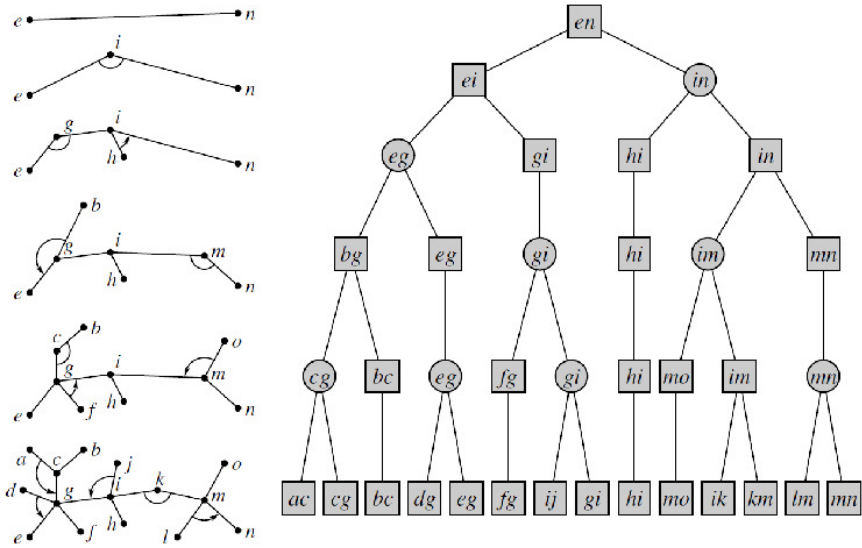 e n
i
e n
g i
h
e n
b
g i m
h
e n
b
c o
g i m
h
e f n
a c b j k o
d g i m
h
e f l n
en
ei in
eg gi hi in
bg eg gi hi im mn
cg bc eg fg gi hi mo im mn
ac cg bc dg eg fg ij gi hi mo ik km lm mn